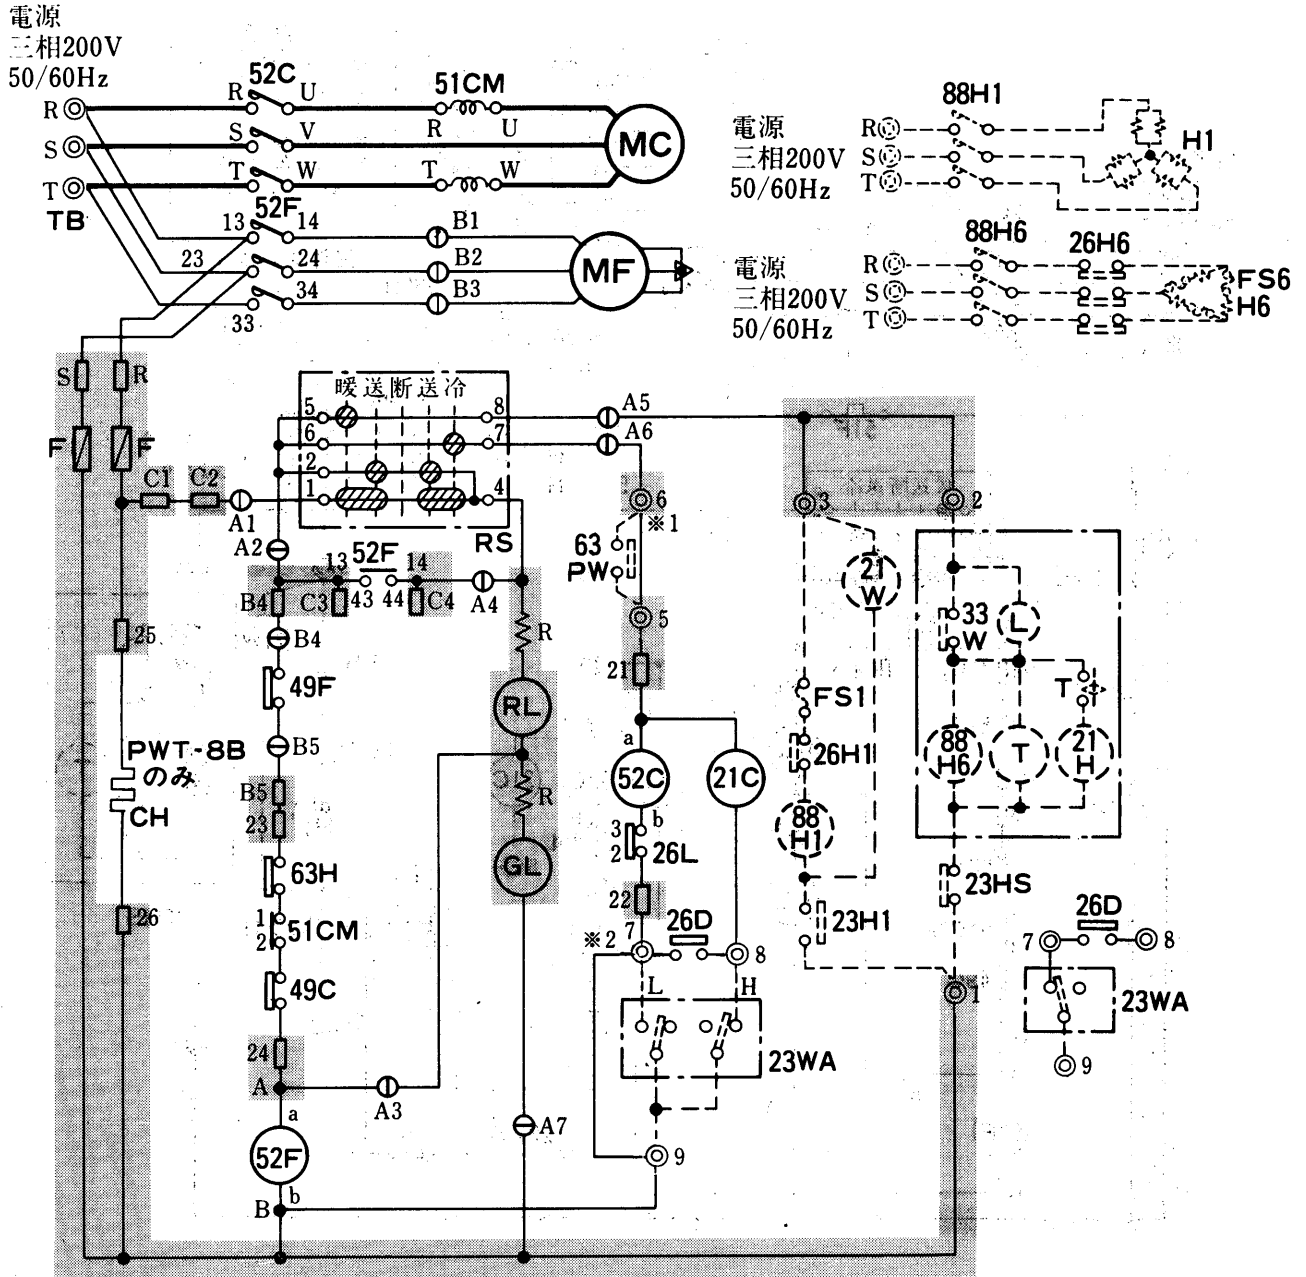 電源
三相200V
50/60Hz
R
S
T
TB
52C
R U
S V
T W
51CM
R U
T W
MC
52F
13 14
23 24
33 34
B1
B2
B3
MF
電源
三相200V
50/60Hz
R
S
T
88H1
H1
電源
三相200V
50/60Hz
R
S
T
88H6
26H6
FS6
H6
S R
F F
C1 C2
A1
暖送断送冷
5 8
6 7
2
1 4
RS
A5
A6
A2
13 52F 14
43 44
B4 C3 C4 A4
B4
49F
B5
B5
23
63H
1
2
51CM
49C
24
A
a
52F
b
B
A3
25
PWT-8B
のみ
CH
26
R
RL
R
GL
A7
6
※1
63
PW
5
21
a
52C
21C
b
3
2
26L
22
7
※2
26D
8
L H
23WA
9
3
2
21
W
FS1
26H1
88
H1
23H1
33
W
L
T
88
H6
T
21
H
23HS
1
26D
7 8
23WA
9